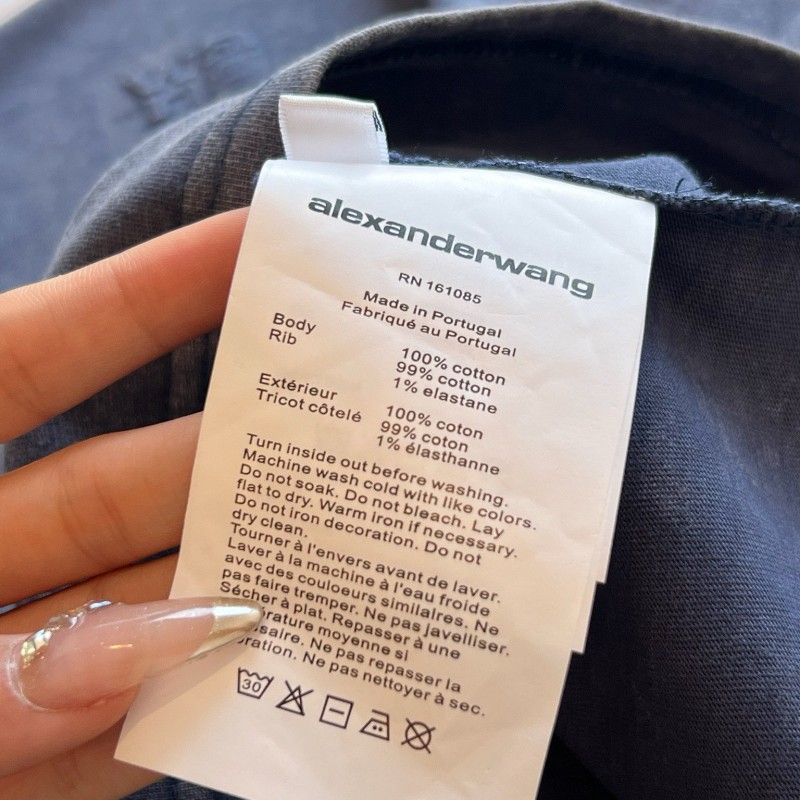 alexanderwang
RN 161085
Made in Portugal
Fabriqué au Portugal
Body 100% cotton
Rib 99% cotton
1% elastane
Extérieur 100% coton
Tricot côtelé 99% coton
1% élasthanne
Turn inside out before washing.
Machine wash cold with like colors.
Do not soak. Do not bleach. Lay
flat to dry. Warm iron if necessary.
Do not iron decoration. Do not
dry clean.
Tourner à l'envers avant de laver.
Laver à la machine à l'eau froide
avec des couloeurs similaires. Ne
pas faire tremper. Ne pas javelliser.
Sécher à plat. Repasser à une
moyenne si
Ne pas repasser la
Ne pas nettoyer à sec.
30